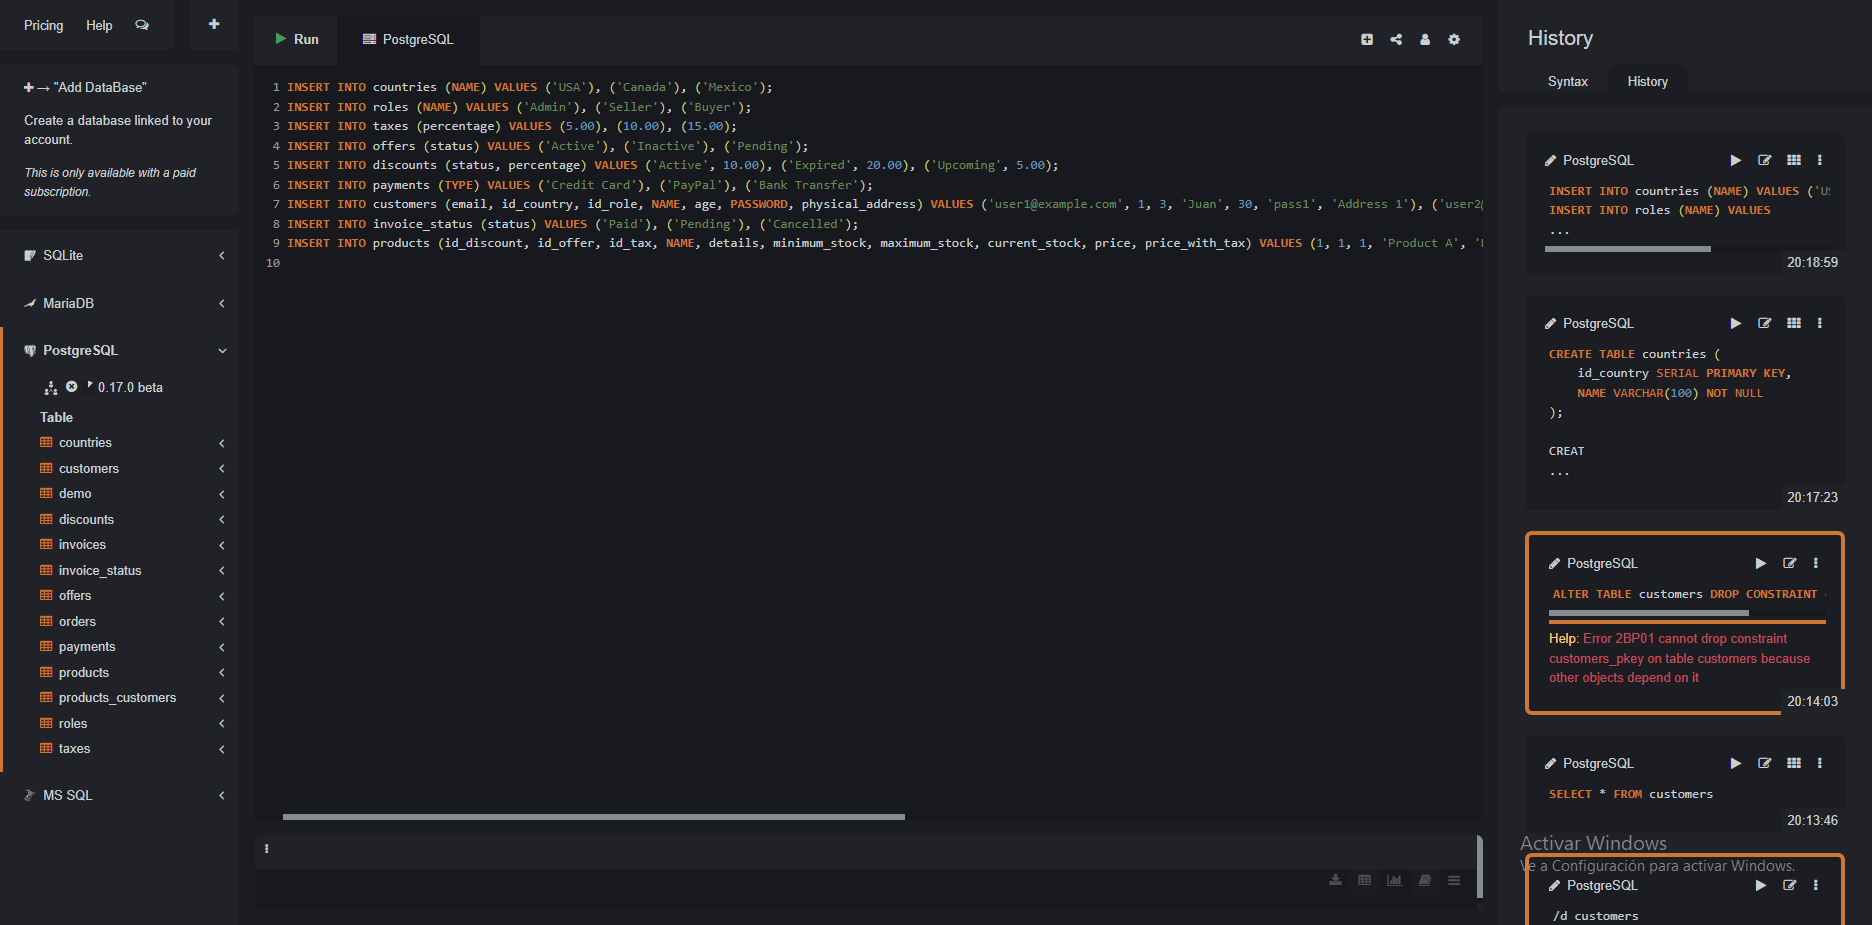 Pricing Help
Run PostgreSQL
History
Syntax History
"Add DataBase"
Create a database linked to your
account.
This is only available with a paid
subscription.
SQLite
MariaDB
PostgreSQL
0.17.0 beta
Table
countries
customers
demo
discounts
invoices
invoice_status
offers
orders
payments
products
products_customers
roles
taxes
MS SQL
1 INSERT INTO countries (NAME) VALUES ('USA'), ('Canada'), ('Mexico');
2 INSERT INTO roles (NAME) VALUES ('Admin'), ('Seller'), ('Buyer');
3 INSERT INTO taxes (percentage) VALUES (5.00), (10.00), (15.00);
4 INSERT INTO offers (status) VALUES ('Active'), ('Inactive'), ('Pending');
5 INSERT INTO discounts (status, percentage) VALUES ('Active', 10.00), ('Expired', 20.00), ('Upcoming', 5.00);
6 INSERT INTO payments (TYPE) VALUES ('Credit Card'), ('PayPal'), ('Bank Transfer');
7 INSERT INTO customers (email, id_country, id_role, NAME, age, PASSWORD, physical_address) VALUES ('user1@example.com', 1, 3, 'Juan', 30, 'pass1', 'Address 1'), ('user2@
8 INSERT INTO invoice_status (status) VALUES ('Paid'), ('Pending'), ('Cancelled');
9 INSERT INTO products (id_discount, id_offer, id_tax, NAME, details, minimum_stock, maximum_stock, current_stock, price, price_with_tax) VALUES (1, 1, 1, 'Product A', '
10
PostgreSQL
INSERT INTO countries (NAME) VALUES ('US
INSERT INTO roles (NAME) VALUES
...
20:18:59
PostgreSQL
CREATE TABLE countries (
id_country SERIAL PRIMARY KEY,
NAME VARCHAR(100) NOT NULL
);
CREAT
...
20:17:23
PostgreSQL
ALTER TABLE customers DROP CONSTRAINT
Help: Error 2BP01 cannot drop constraint
customers_pkey on table customers because
other objects depend on it
20:14:03
PostgreSQL
SELECT * FROM customers
20:13:46
Activar Windows
Ve a Configuración para activar Windows.
PostgreSQL
/d customers